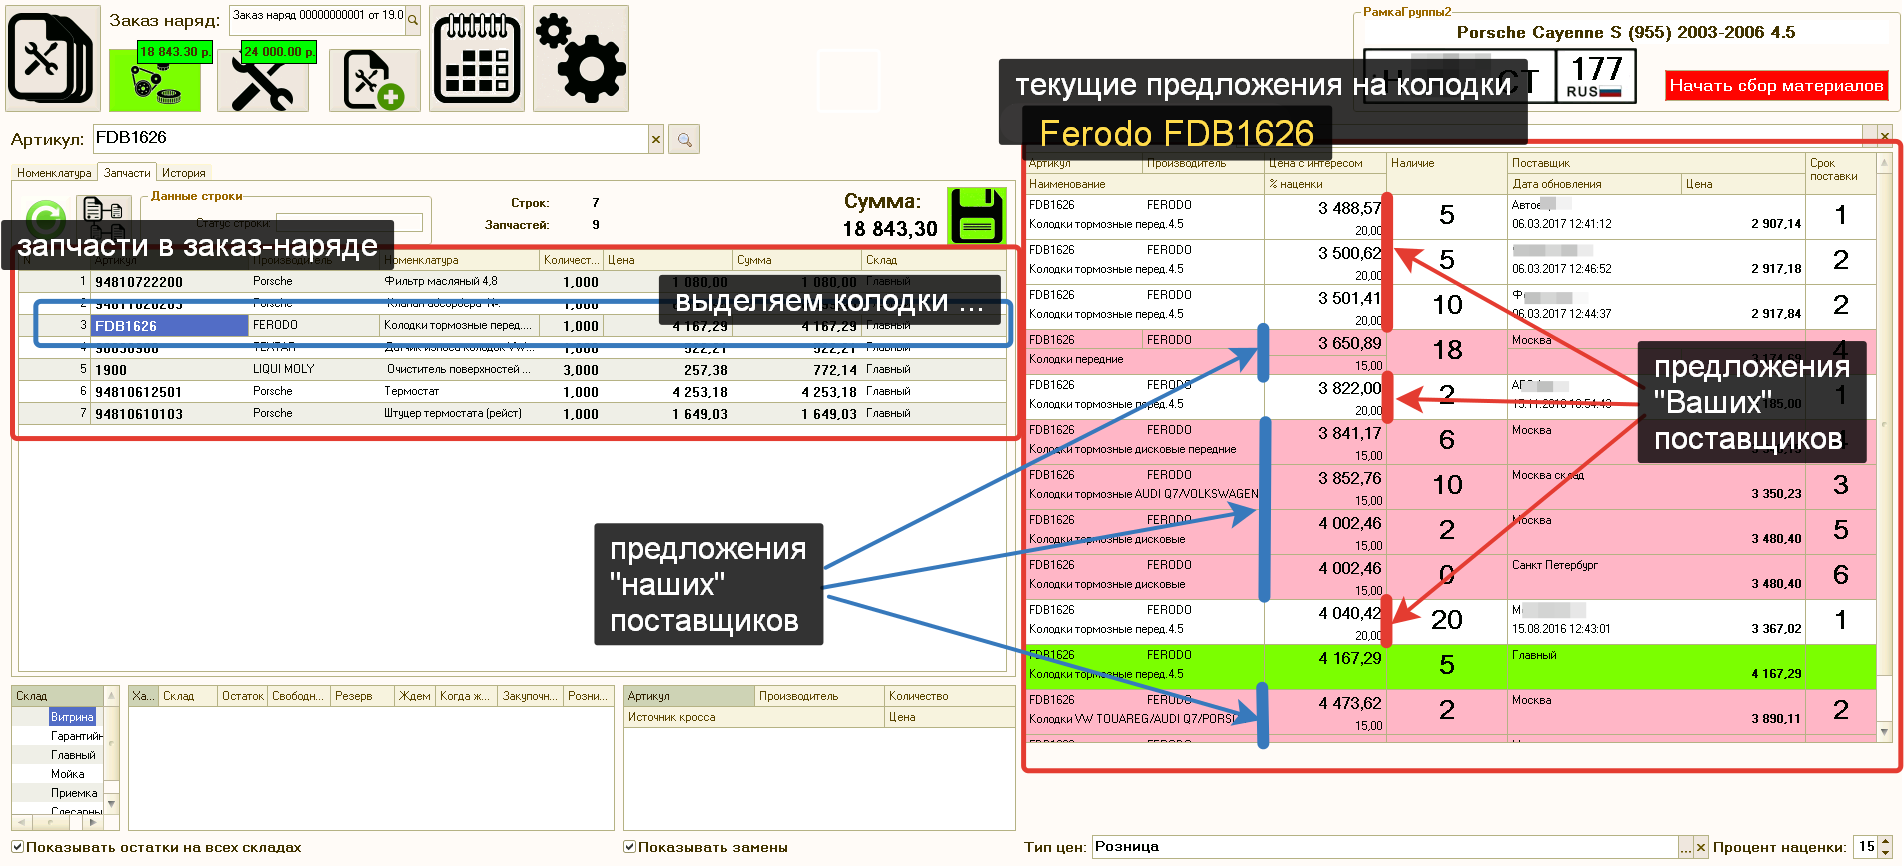 Заказ наряд:
Заказ наряд 00000000001 от 19.0
18 843.30 р.
24 000.00 р.
РамкаГруппы2
Porsche Cayenne S (955) 2003-2006 4.5
177
RUS
Начать сбор материалов
Артикул:
FDB1626
текущие предложения на колодки
Ferodo FDB1626
Номенклатура Запчасти История
Данные строки
Статус строки:
Строк: 7
Запчастей: 9
Сумма:
18 843,30
запчасти в заказ-наряде
N Артикул Производитель Номенклатура Количест... Цена Сумма Склад
1 94810722200 Porsche Фильтр масляный 4,8 1,000 1 080,00 1 080,00 Главный
выделяем колодки ...
2 94811020203 Porsche Клапан абсорбера
3 FDB1626 FERODO Колодки тормозные перед.... 1,000 4 167,29 4 167,29 Главный
4 Датчик износа колодок VW... 1,000 522,21 522,21 Главный
5 1900 LIQUI MOLY Очиститель поверхностей ... 3,000 257,38 772,14 Главный
6 94810612501 Porsche Термостат 1,000 4 253,18 4 253,18 Главный
7 94810610103 Porsche Штуцер термостата (рейст) 1,000 1 649,03 1 649,03 Главный
предложения
"наших"
поставщиков
Артикул Производитель Цена с интересом Наличие Поставщик Срок поставки
Наименование % наценки Дата обновления Цена
FDB1626 FERODO 3 488,57 5 Автое 1
Колодки тормозные перед.4.5 20,00 06.03.2017 12:41:12 2 907,14
FDB1626 FERODO 3 500,62 5 2
Колодки тормозные перед.4.5 20,00 06.03.2017 12:46:52 2 917,18
FDB1626 FERODO 3 501,41 10 2
Колодки тормозные перед.4.5 20,00 06.03.2017 12:44:37 2 917,84
FDB1626 FERODO 3 650,89 18 Москва 4
Колодки передние 15,00 3 174,69
FDB1626 FERODO 3 822,00 2 1
Колодки тормозные перед.4.5 20,00 15.11.2016 18:54:43
предложения
"Ваших"
поставщиков
FDB1626 FERODO 3 841,17 6 Москва
Колодки тормозные дисковые передние 15,00
FDB1626 FERODO 3 852,76 10 Москва склад 3
Колодки тормозные AUDI Q7/VOLKSWAGEN 15,00 3 350,23
FDB1626 FERODO 4 002,46 2 Москва 5
Колодки тормозные дисковые 15,00 3 480,40
FDB1626 FERODO 4 002,46 0 Санкт Петербург 6
Колодки тормозные дисковые 15,00 3 480,40
FDB1626 FERODO 4 040,42 20 М 1
Колодки тормозные перед.4.5 20,00 15.08.2016 12:43:01 3 367,02
FDB1626 FERODO 4 167,29 5 Главный
Колодки тормозные перед.4.5 4 167,29
FDB1626 FERODO 4 473,62 2 Москва 2
Колодки VW TOUAREG/AUDI Q7/PORS 15,00 3 890,11
Склад
Витрина
Гарантийн
Главный
Мойка
Приемка
Слесарны
Ха... Склад Остаток Свободн... Резерв Ждем Когда ж... Закупочн... Розни...
Артикул Производитель Количество
Источник кросса Цена
Показывать остатки на всех складах
Показывать замены
Тип цен: Розница
... Процент наценки: 15